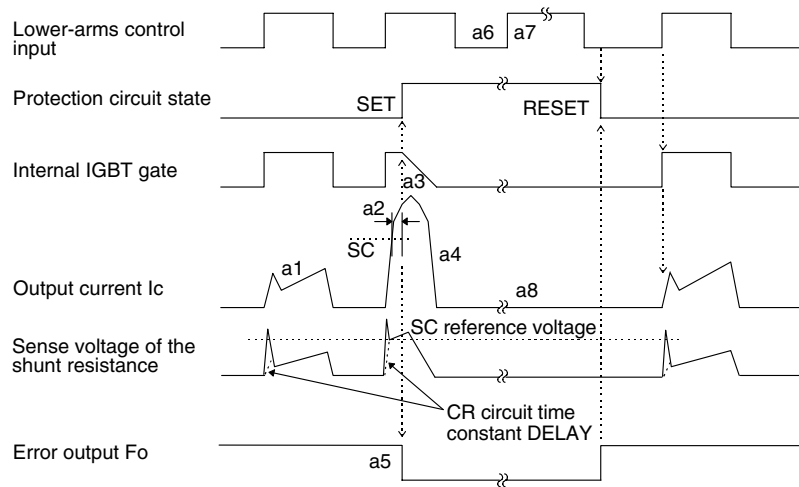 Lower-arms control
input
a6
a7
Protection circuit state
SET
RESET
Internal IGBT gate
a3
a2
SC
a4
a1
a8
Output current Ic
SC reference voltage
Sense voltage of the
shunt resistance
CR circuit time
constant DELAY
Error output Fo
a5